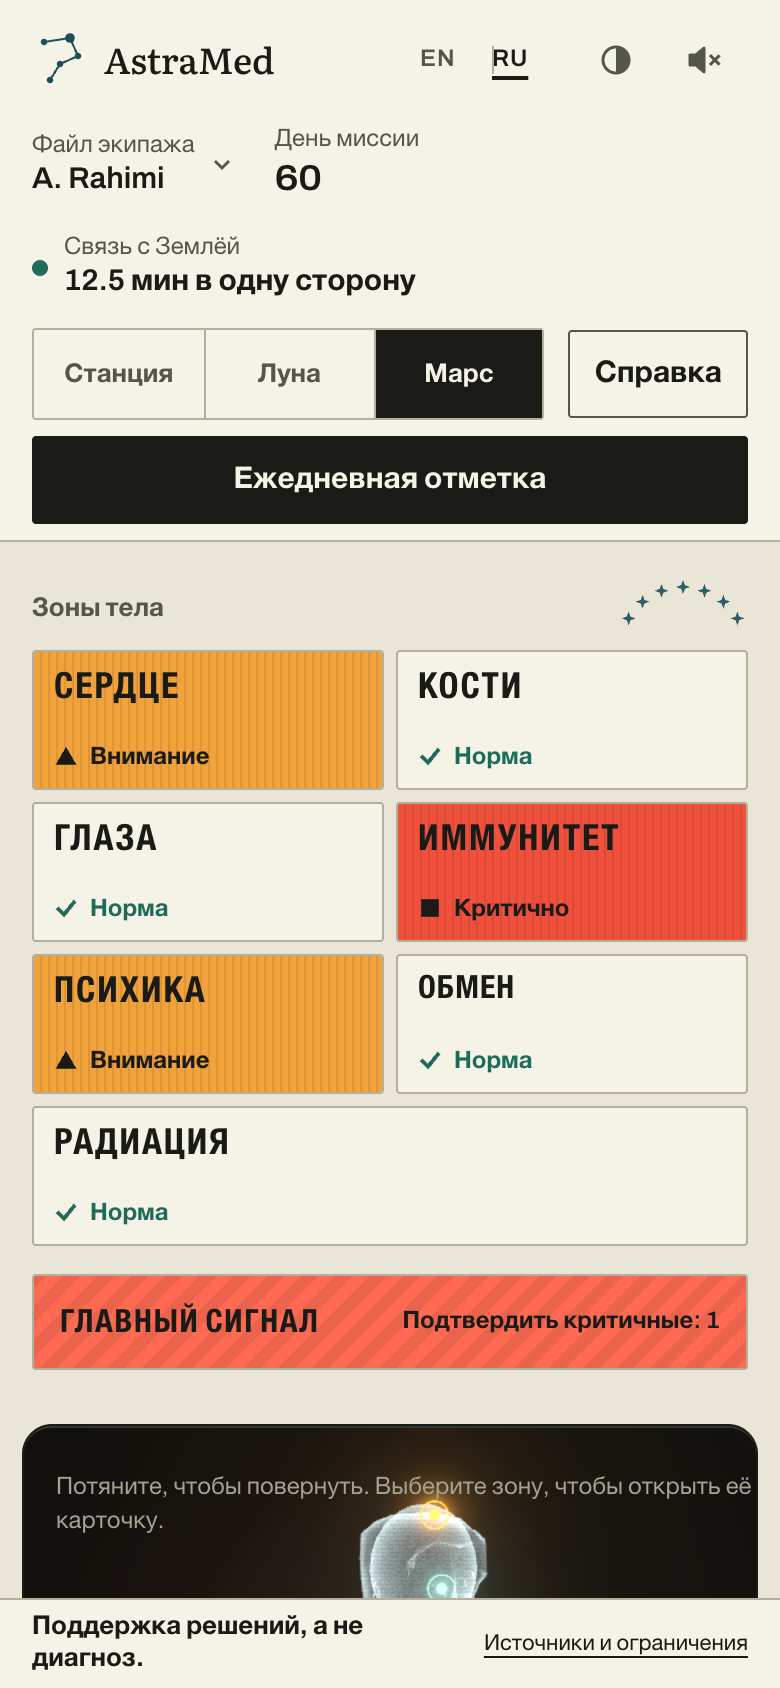 AstraMed
EN
RU
Файл экипажа
A. Rahimi
День миссии
60
Связь с Землёй
12.5 мин в одну сторону
Станция
Луна
Марс
Справка
Ежедневная отметка
Зоны тела
СЕРДЦЕ
Внимание
КОСТИ
Норма
ГЛАЗА
Норма
ИММУНИТЕТ
Критично
ПСИХИКА
Внимание
ОБМЕН
Норма
РАДИАЦИЯ
Норма
ГЛАВНЫЙ СИГНАЛ
Подтвердить критичные: 1
Потяните, чтобы повернуть. Выберите зону, чтобы открыть её
карточку.
Поддержка решений, а не
диагноз.
Источники и ограничения